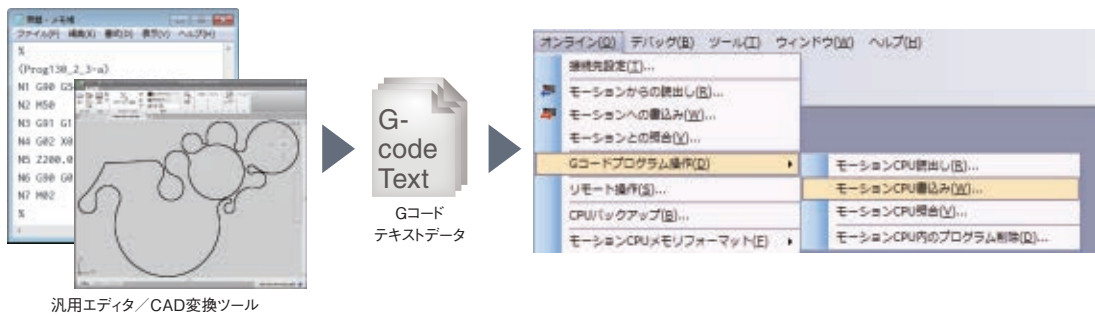 問題 - メモ帳
ファイル(F) 編集(X) 書式(O) 表示(V) ヘルプ(H)
%
(Prog130_2_3-a)
N1 G90 G5
N2 M50
N3 G91 G1
N4 G02 X0
N5 Z200.0
N6 G90 G0
N7 M02
%
汎用エディタ/CAD変換ツール
G-
code
Text
Gコード
テキストデータ
オンライン(O) デバッグ(B) ツール(T) ウィンドウ(W) ヘルプ(H)
接続先設定(T)...
モーションからの読出し(R)...
モーションへの書込み(W)...
モーションとの照合(V)...
Gコードプログラム操作(D)
リモート操作(S)...
CPUバックアップ(B)...
モーションCPUメモリフォーマット(E)
モーションCPU読出し(R)...
モーションCPU書込み(W)...
モーションCPU照合(V)...
モーションCPU内のプログラム削除(D)...